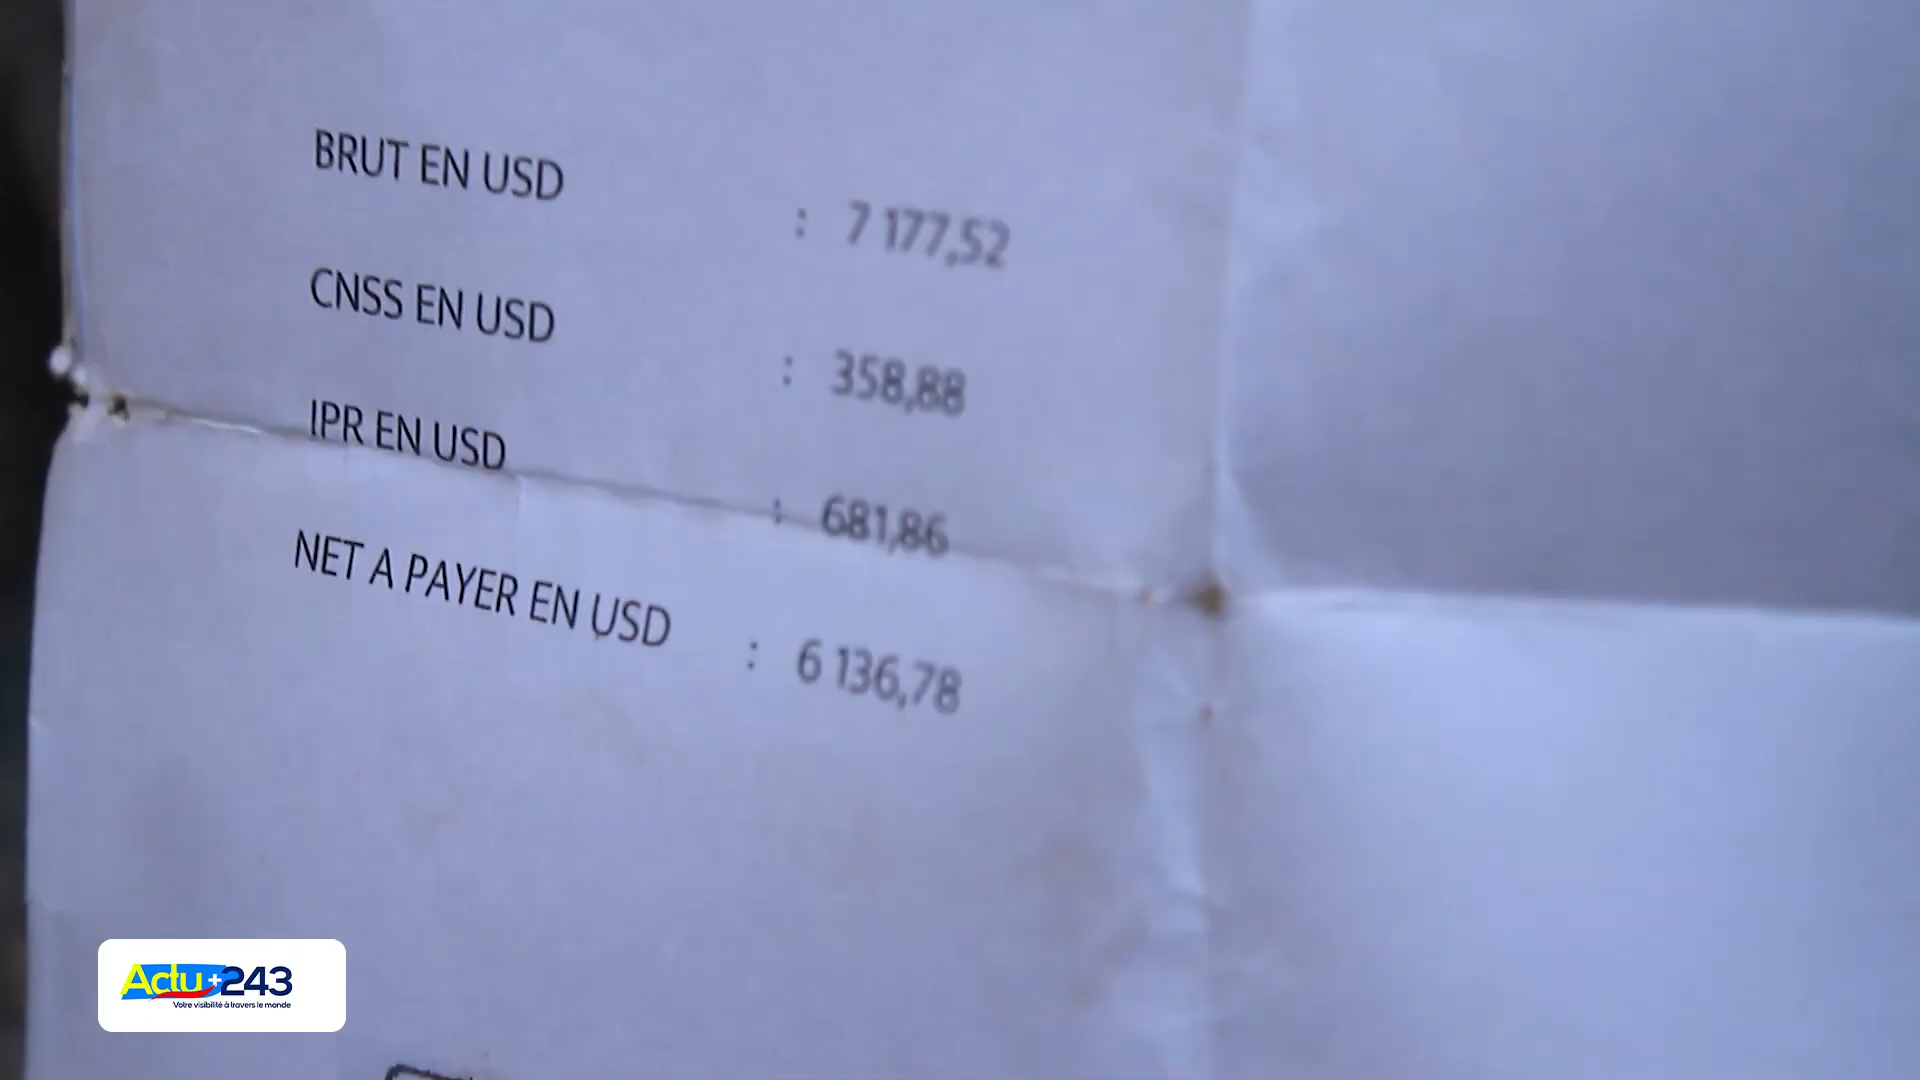 BRUT EN USD : 7 177,52
CNSS EN USD : 358,88
IPR EN USD : 681,86
NET A PAYER EN USD : 6 136,78
Actu+243
Votre visibilité à travers le monde